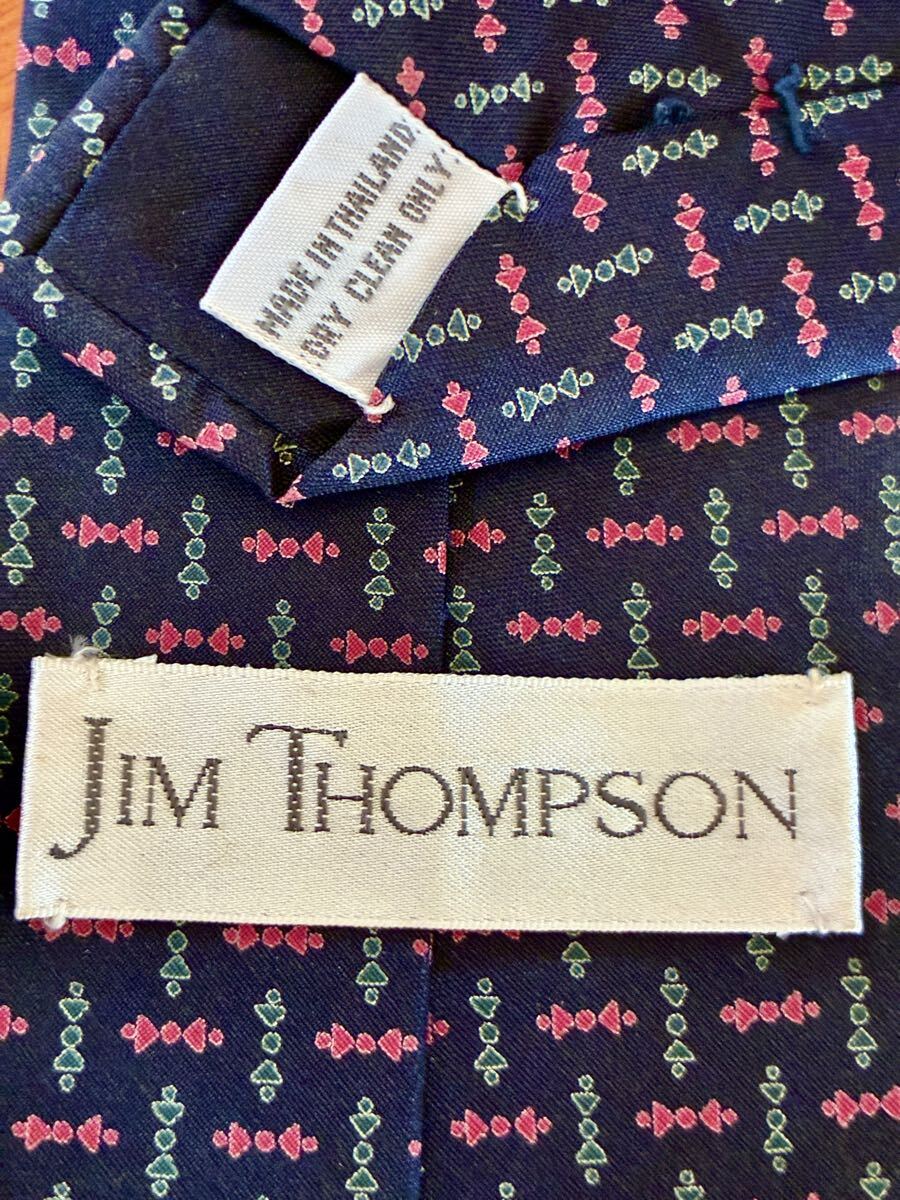 MADE IN THAILAND
DRY CLEAN ONLY
JIM THOMPSON